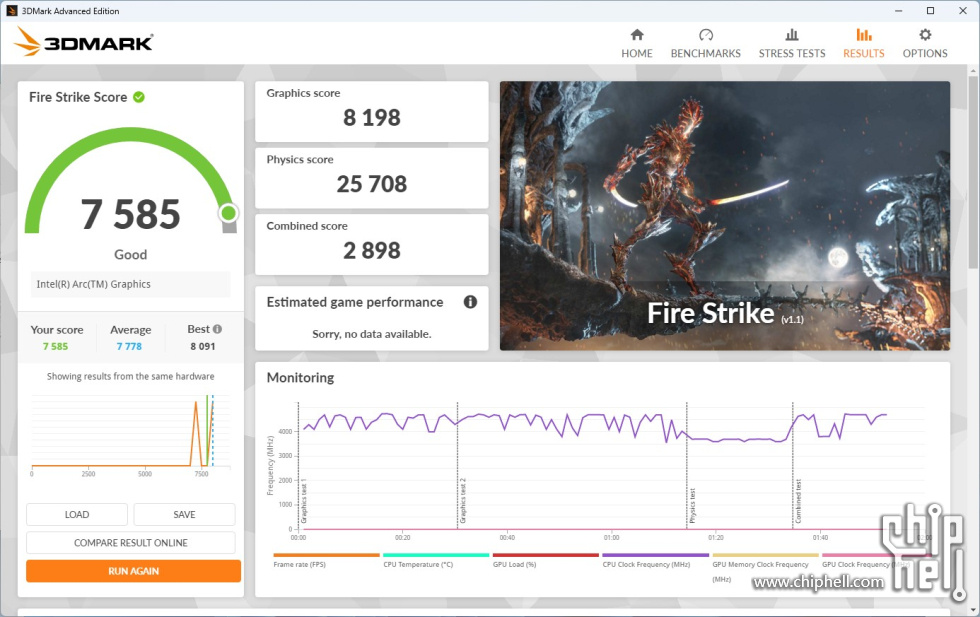 3DMark Advanced Edition
3DMARK
HOME
BENCHMARKS
STRESS TESTS
RESULTS
OPTIONS
Fire Strike Score
7 585
Good
Intel(R) Arc(TM) Graphics
Your score
7 585
Average
7 778
Best
8 091
Showing results from the same hardware
0
2500
5000
7500
LOAD
SAVE
COMPARE RESULT ONLINE
RUN AGAIN
Graphics score
8 198
Physics score
25 708
Combined score
2 898
Estimated game performance
Sorry, no data available.
Fire Strike (v1.1)
Monitoring
Frequency (MHz)
4000
3000
2000
1000
0
Graphics test 1
Graphics test 2
Physics test
Combined test
00:00
00:20
00:40
01:00
01:20
01:40
Frame rate (FPS)
CPU Temperature (°C)
GPU Load (%)
CPU Clock Frequency (MHz)
GPU Memory Clock Frequency
(MHz)
GPU Clock Frequency
www.chiphell.com
chip
hell